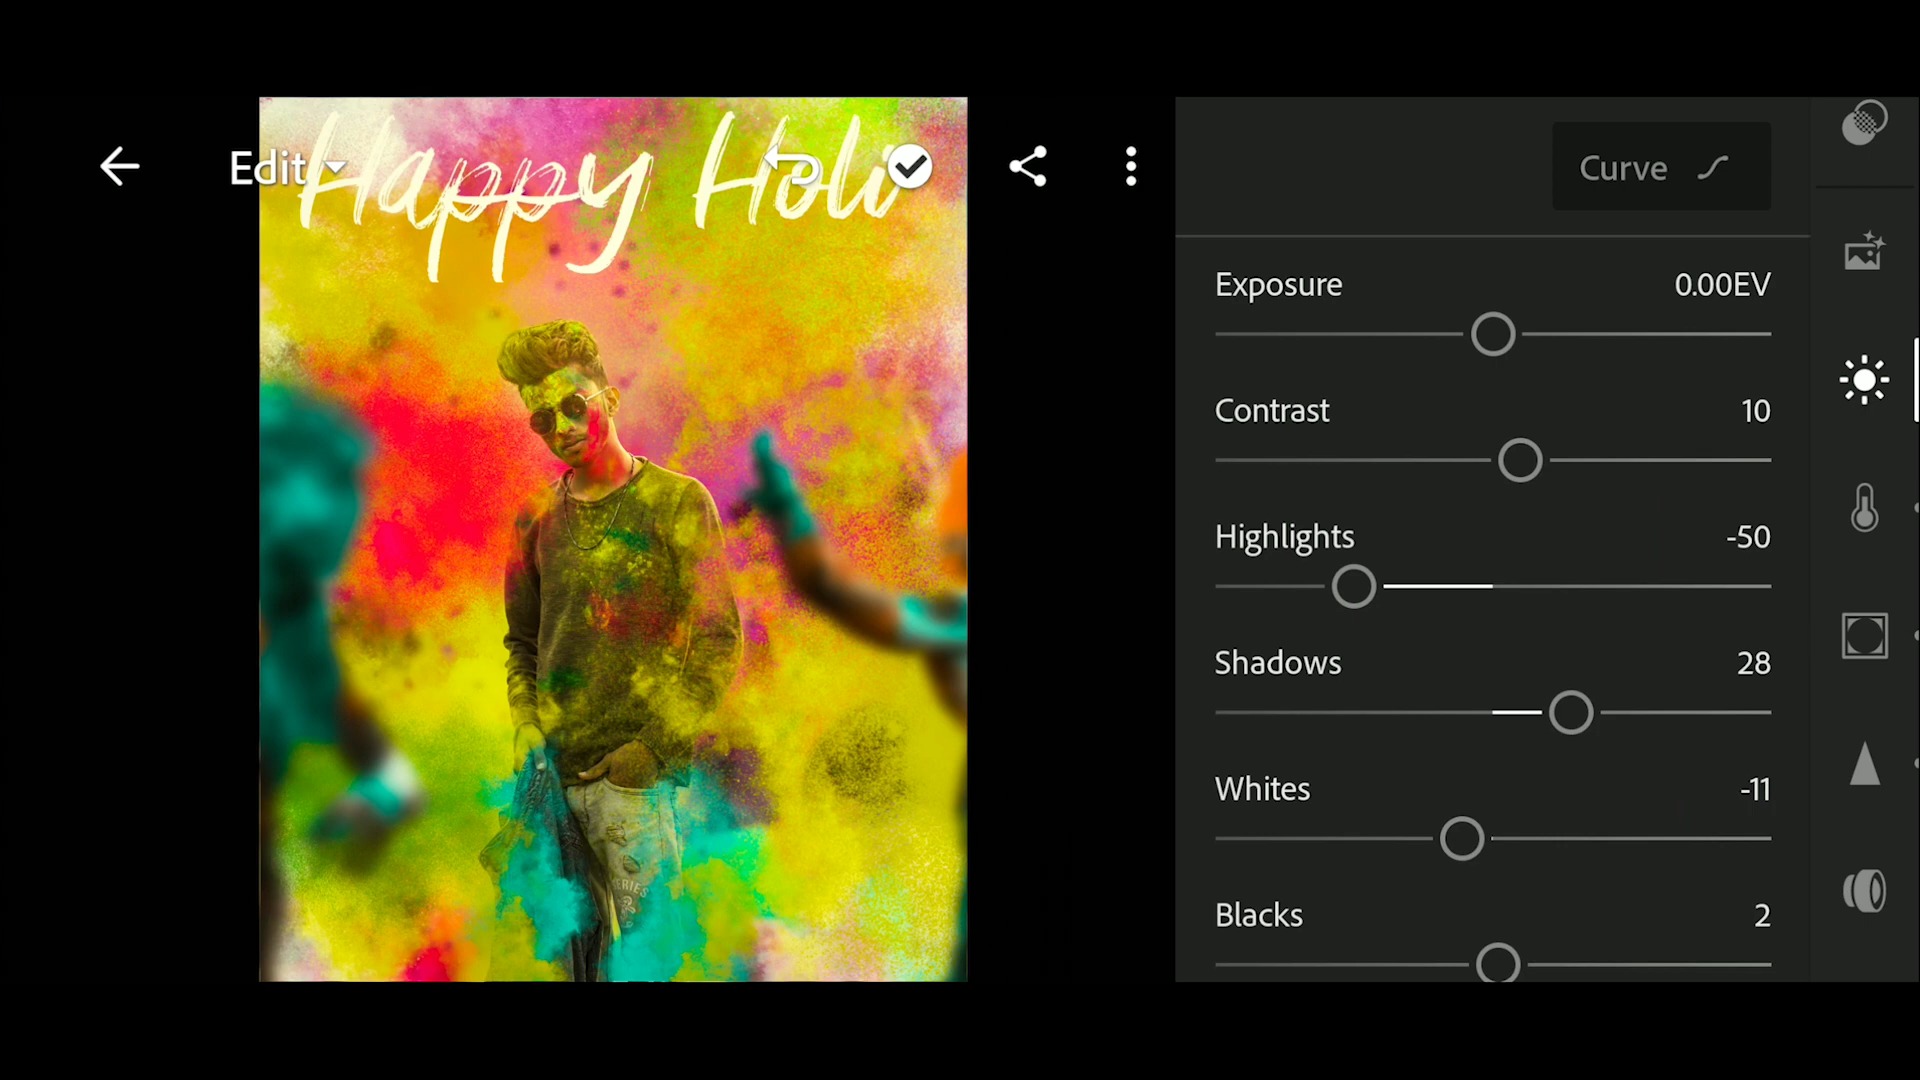 Edit
Happy Holi
Curve
Exposure 0.00EV
Contrast 10
Highlights -50
Shadows 28
Whites -11
Blacks 2